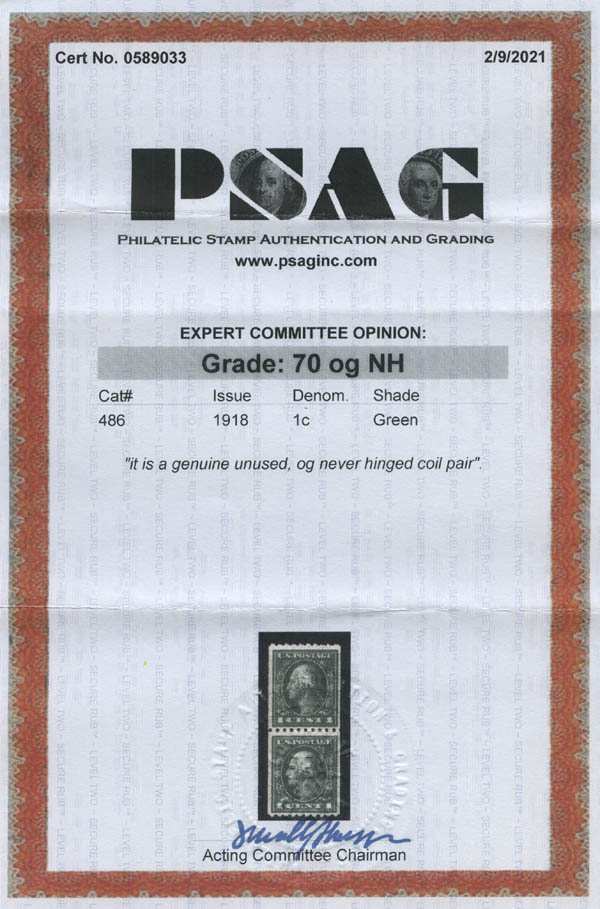 Cert No. 0589033 2/9/2021
PSAG
PHILATELIC STAMP AUTHENTICATION AND GRADING
www.psaginc.com
EXPERT COMMITTEE OPINION:
Grade: 70 og NH
Cat# Issue Denom. Shade
486 1918 1c Green
"it is a genuine unused, og never hinged coil pair".
U.S. POSTAGE
1 CENT 1
U.S. POSTAGE
1 CENT 1
Acting Committee Chairman